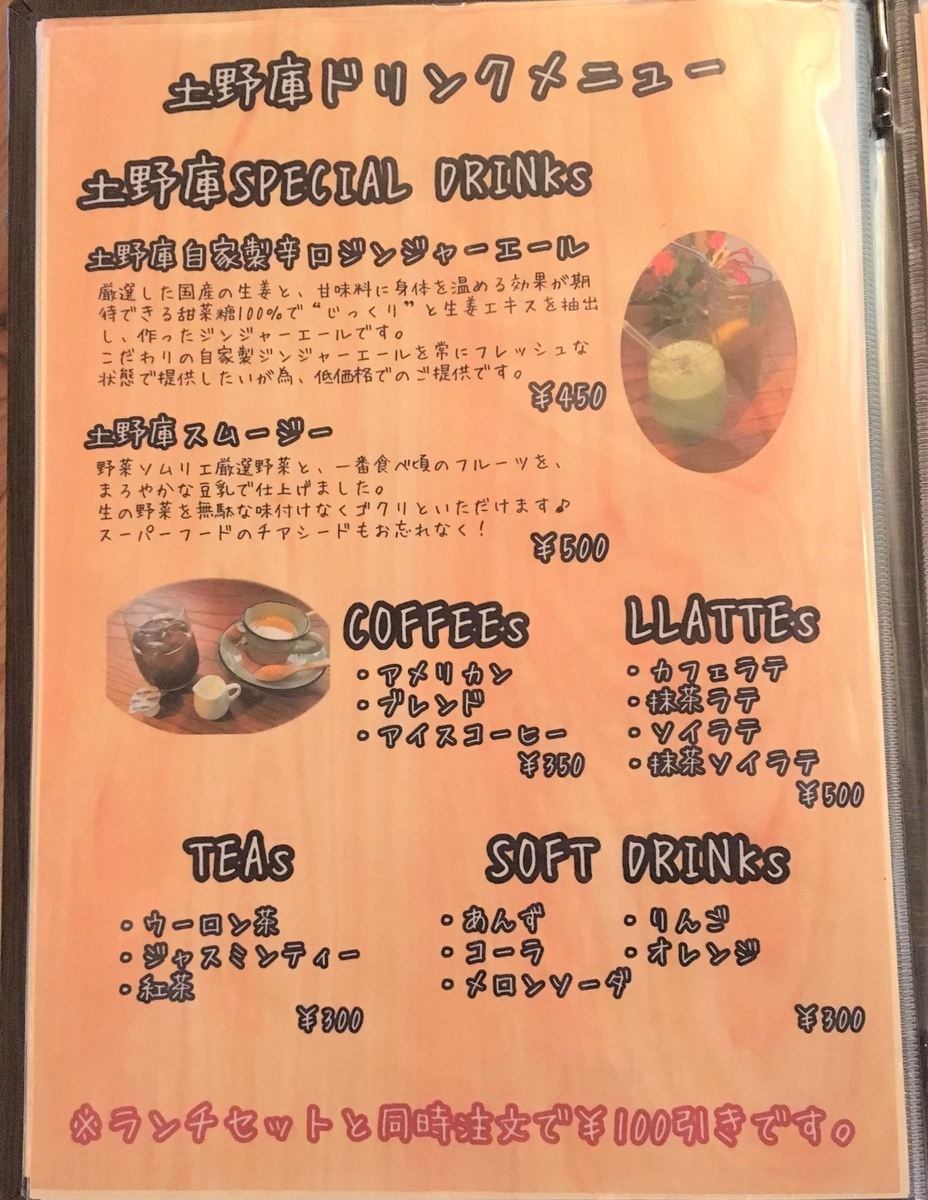 土野庫ドリンクメニュー
土野庫SPECIAL DRINKs
土野庫自家製辛口ジンジャーエール
厳選した国産の生姜と、甘味料に身体を温める効果が期
待できる甜菜糖100%で“じっくり”と生姜エキスを抽出
し、作ったジンジャーエールです。
こだわりの自家製ジンジャーエールを常にフレッシュな
状態で提供したいが為、低価格でのご提供です。
¥450
土野庫スムージー
野菜ソムリエ厳選野菜と、一番食べ頃のフルーツを、
まろやかな豆乳で仕上げました。
生の野菜を無駄な味付けなくゴクリといただけます♪
スーパーフードのチアシードもお忘れなく！
¥500
COFFEEs
・アメリカン
・ブレンド
・アイスコーヒー
¥350
LLATTEs
・カフェラテ
・抹茶ラテ
・ソイラテ
・抹茶ソイラテ
¥500
TEAs
・ウーロン茶
・ジャスミンティー
・紅茶
¥300
SOFT DRINKs
・あんず ・りんご
・コーラ ・オレンジ
・メロンソーダ
¥300
※ランチセットと同時注文で¥100引きです。